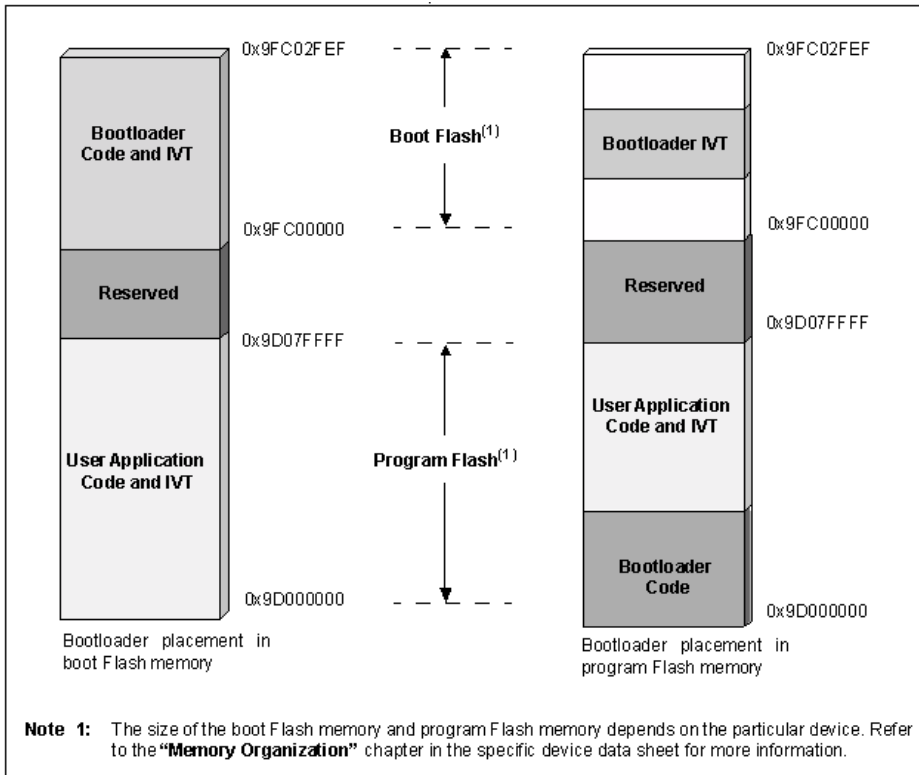 0x9FC02FEF
Bootloader
Code and IVT
0x9FC00000
Reserved
0x9D07FFFF
User Application
Code and IVT
0x9D000000
Bootloader placement in
boot Flash memory
Boot Flash(1)
Program Flash(1)
0x9FC02FEF
Bootloader IVT
0x9FC00000
Reserved
0x9D07FFFF
User Application
Code and IVT
Bootloader
Code
0x9D000000
Bootloader placement in
program Flash memory
Note 1: The size of the boot Flash memory and program Flash memory depends on the particular device. Refer
to the “Memory Organization” chapter in the specific device data sheet for more information.